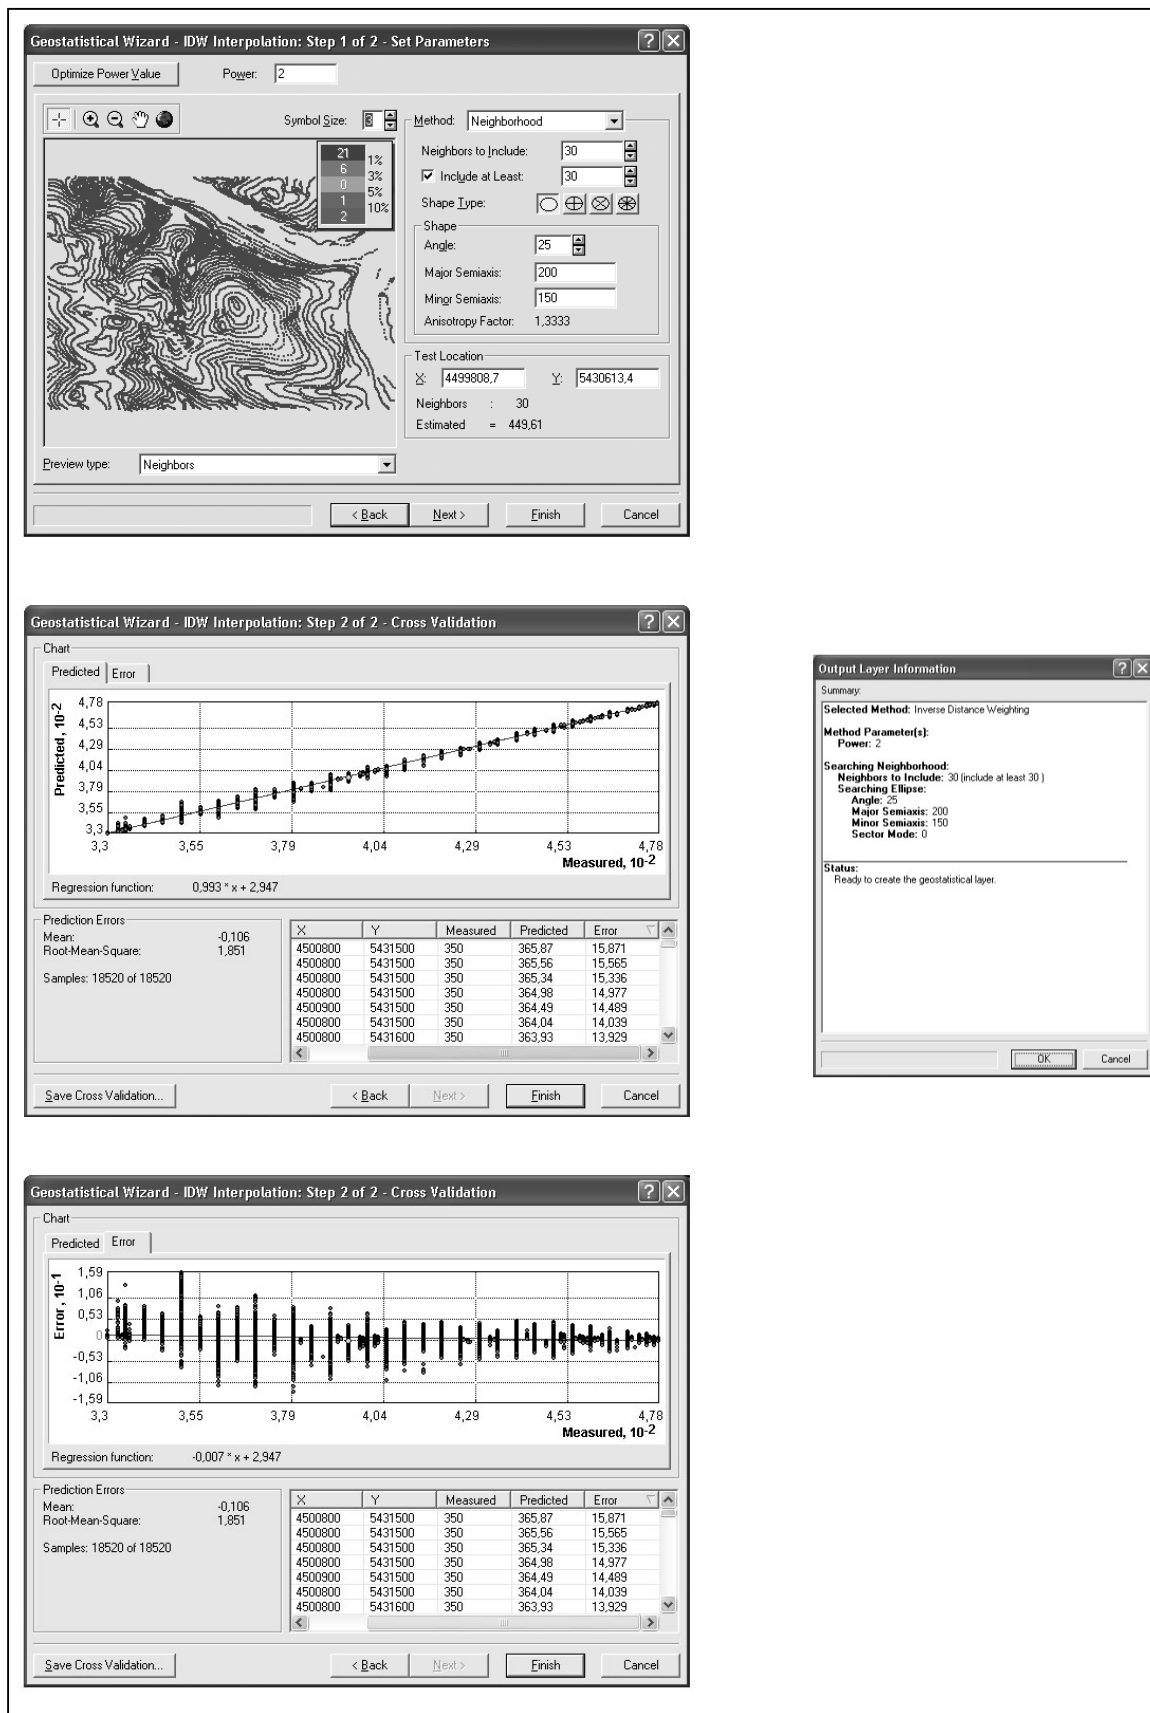 Geostatistical Wizard - IDW Interpolation: Step 1 of 2 - Set Parameters
Optimize Power Value
Power: 2
Symbol Size: 3
21
6
0
1
2
1%
3%
5%
10%
Method: Neighborhood
Neighbors to Include: 30
Include at Least: 30
Shape Type:
Shape
Angle: 25
Major Semiaxis: 200
Minor Semiaxis: 150
Anisotropy Factor: 1,3333
Test Location
X: 4499808,7 Y: 5430613,4
Neighbors : 30
Estimated = 449,61
Preview type: Neighbors
< Back Next > Finish Cancel
Geostatistical Wizard - IDW Interpolation: Step 2 of 2 - Cross Validation
Chart
Predicted Error
Predicted, 10-2
4,78
4,53
4,29
4,04
3,79
3,55
3,3
3,3 3,55 3,79 4,04 4,29 4,53 4,78
Measured, 10-2
Regression function: 0,993 * x + 2,947
Prediction Errors
Mean: -0,106
Root-Mean-Square: 1,851
Samples: 18520 of 18520
X Y Measured Predicted Error
4500800 5431500 350 365,87 15,871
4500800 5431500 350 365,56 15,565
4500800 5431500 350 365,34 15,336
4500800 5431500 350 364,98 14,977
4500900 5431500 350 364,49 14,489
4500800 5431500 350 364,04 14,039
4500800 5431600 350 363,93 13,929
Save Cross Validation... < Back Next > Finish Cancel
Output Layer Information
Summary:
Selected Method: Inverse Distance Weighting
Method Parameter(s):
Power: 2
Searching Neighborhood:
Neighbors to Include: 30 (include at least 30 )
Searching Ellipse:
Angle: 25
Major Semiaxis: 200
Minor Semiaxis: 150
Sector Mode: 0
Status:
Ready to create the geostatistical layer.
OK Cancel
Geostatistical Wizard - IDW Interpolation: Step 2 of 2 - Cross Validation
Chart
Predicted Error
Error, 10-1
1,59
1,06
0,53
0
-0,53
-1,06
-1,59
3,3 3,55 3,79 4,04 4,29 4,53 4,78
Measured, 10-2
Regression function: -0,007 * x + 2,947
Prediction Errors
Mean: -0,106
Root-Mean-Square: 1,851
Samples: 18520 of 18520
X Y Measured Predicted Error
4500800 5431500 350 365,87 15,871
4500800 5431500 350 365,56 15,565
4500800 5431500 350 365,34 15,336
4500800 5431500 350 364,98 14,977
4500900 5431500 350 364,49 14,489
4500800 5431500 350 364,04 14,039
4500800 5431600 350 363,93 13,929
Save Cross Validation... < Back Next > Finish Cancel